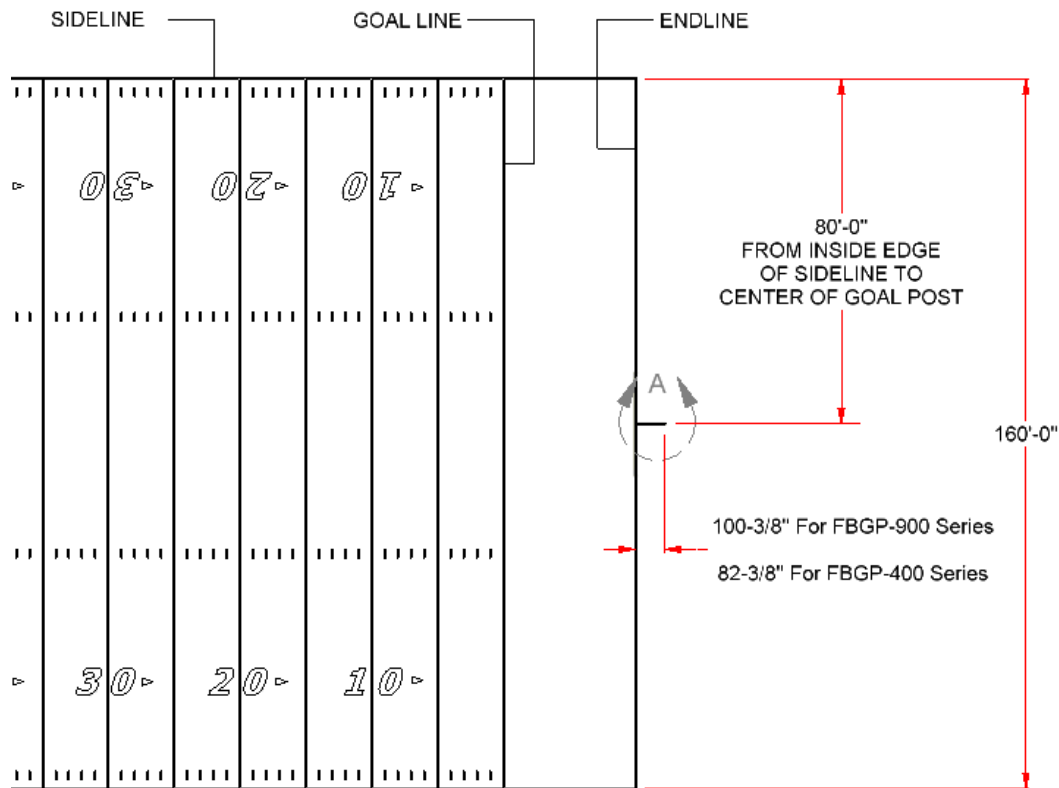 SIDELINE
GOAL LINE
ENDLINE
30
20
10
80'-0"
FROM INSIDE EDGE
OF SIDELINE TO
CENTER OF GOAL POST
A
160'-0"
100-3/8" For FBGP-900 Series
82-3/8" For FBGP-400 Series
30
20
10